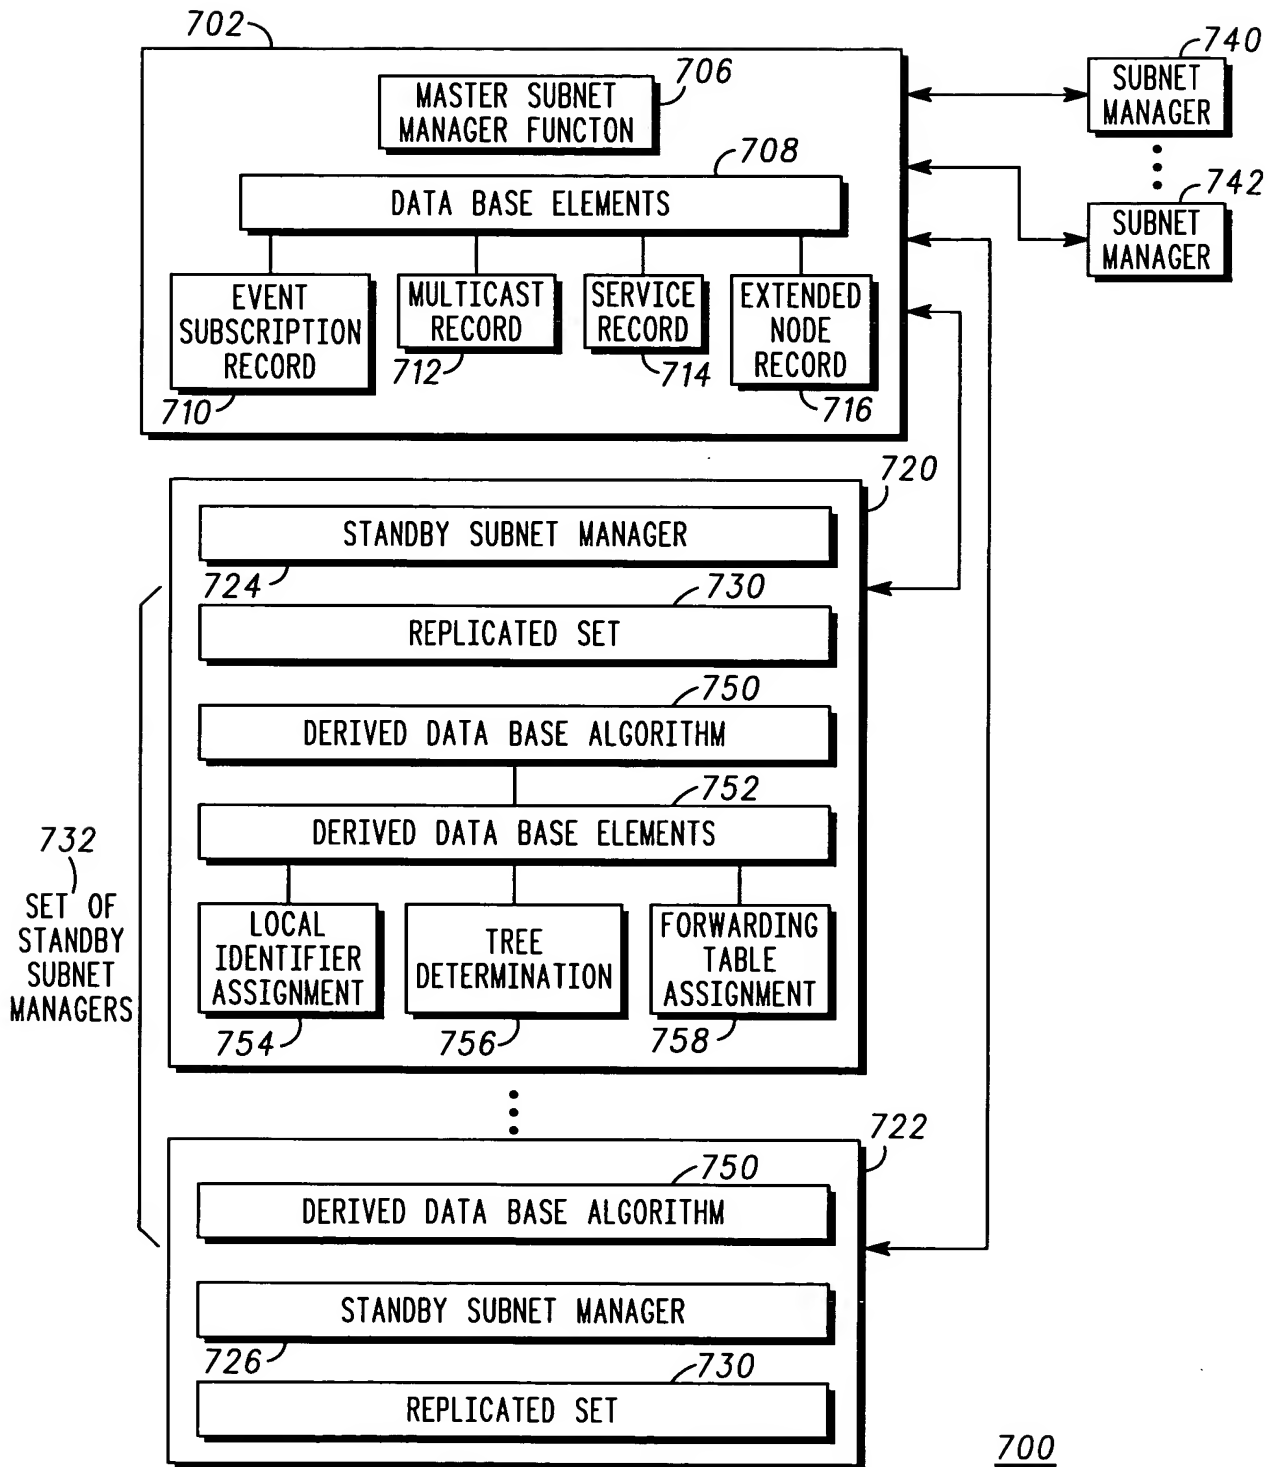 702
706
MASTER SUBNET
MANAGER FUNCTON
740
SUBNET
MANAGER
708
DATA BASE ELEMENTS
742
SUBNET
MANAGER
EVENT
SUBSCRIPTION
RECORD
710
MULTICAST
RECORD
712
SERVICE
RECORD
714
EXTENDED
NODE
RECORD
716
720
STANDBY SUBNET MANAGER
724
730
REPLICATED SET
750
DERIVED DATA BASE ALGORITHM
752
DERIVED DATA BASE ELEMENTS
732
SET OF
STANDBY
SUBNET
MANAGERS
LOCAL
IDENTIFIER
ASSIGNMENT
754
TREE
DETERMINATION
756
FORWARDING
TABLE
ASSIGNMENT
758
722
750
DERIVED DATA BASE ALGORITHM
STANDBY SUBNET MANAGER
726
730
REPLICATED SET
700